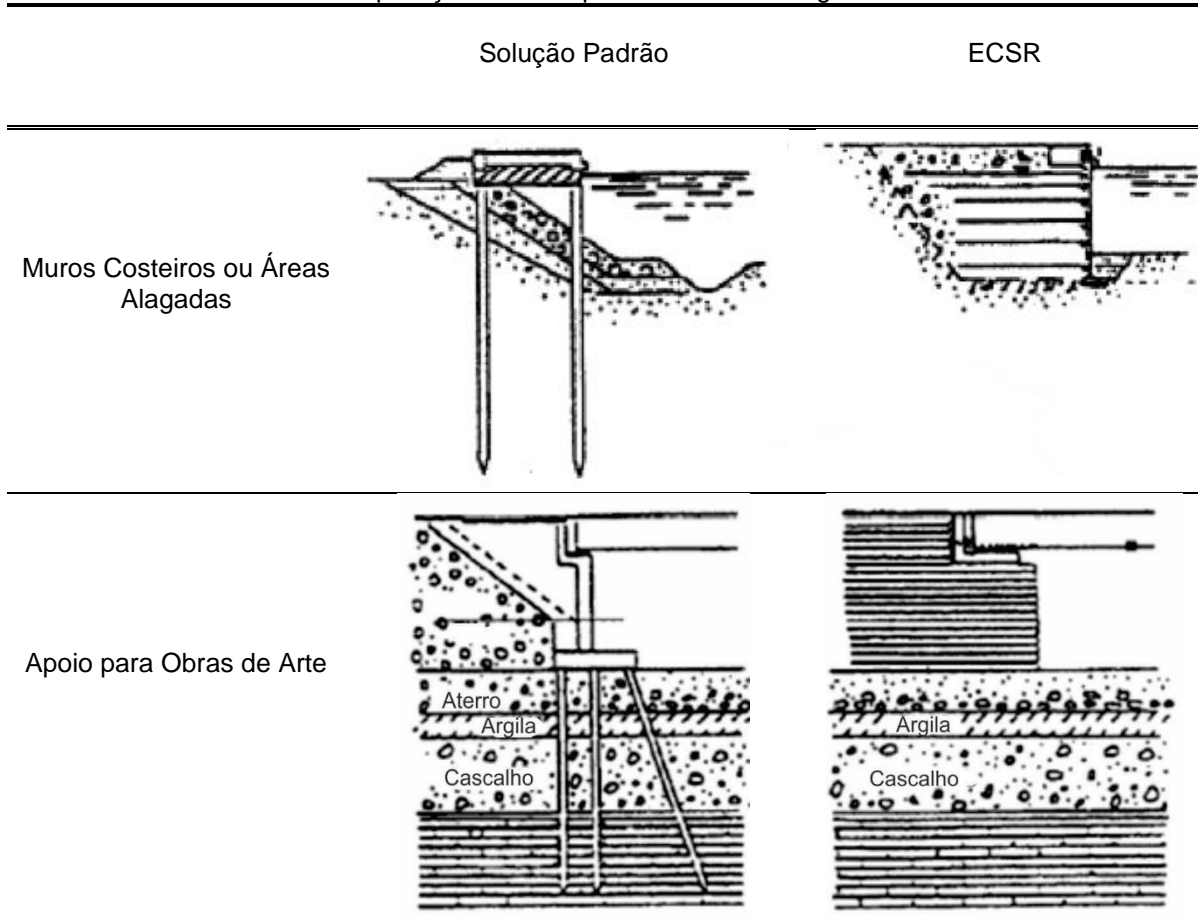 Solução Padrão
ECSR
Muros Costeiros ou Áreas
Alagadas
Apoio para Obras de Arte
Aterro
Argila
Cascalho
Argila
Cascalho